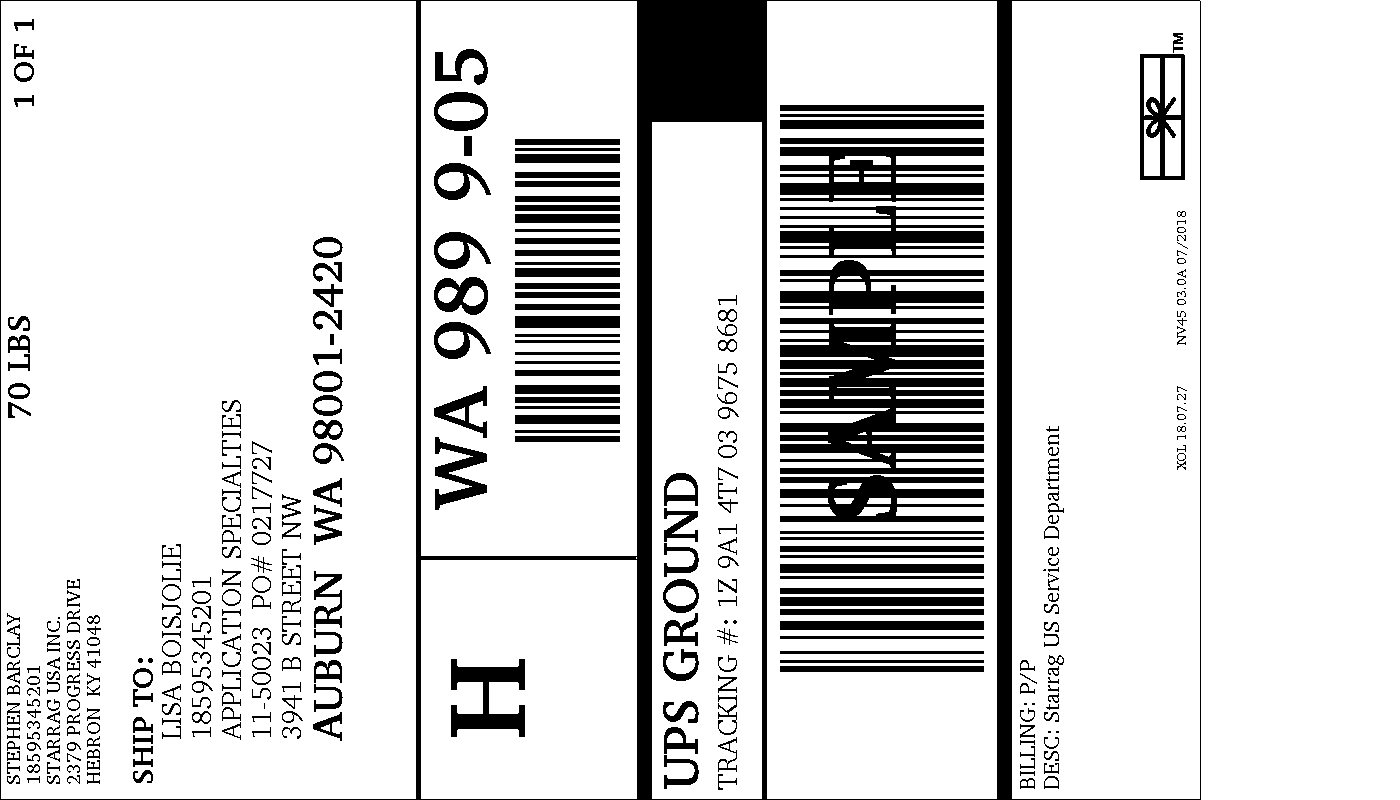 STEPHEN BARCLAY
18595345201
STARRAG USA INC.
2379 PROGRESS DRIVE
HEBRON KY 41048
70 LBS
1 OF 1
SHIP TO:
LISA BOISJOLIE
18595345201
APPLICATION SPECIALTIES
11-50023 PO# 0217727
3941 B STREET NW
AUBURN WA 98001-2420
H
WA 989 9-05
UPS GROUND
TRACKING #: 1Z 9A1 4T7 03 9675 8681
SAMPLE
BILLING: P/P
DESC: Starrag US Service Department
XOL 18.07.27 NV45 03.0A 07/2018
TM